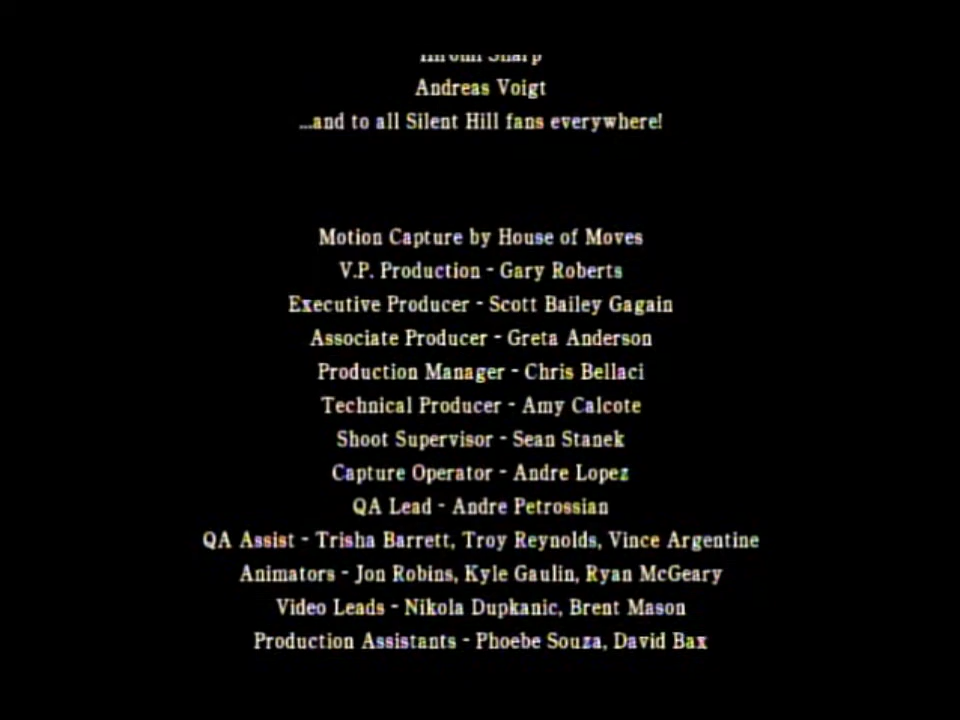 Andreas Voigt
...and to all Silent Hill fans everywhere!
Motion Capture by House of Moves
V.P. Production - Gary Roberts
Executive Producer - Scott Bailey Gagain
Associate Producer - Greta Anderson
Production Manager - Chris Bellaci
Technical Producer - Amy Calcote
Shoot Supervisor - Sean Stanek
Capture Operator - Andre Lopez
QA Lead - Andre Petrossian
QA Assist - Trisha Barrett, Troy Reynolds, Vince Argentine
Animators - Jon Robins, Kyle Gaulin, Ryan McGeary
Video Leads - Nikola Dupkanic, Brent Mason
Production Assistants - Phoebe Souza, David Bax